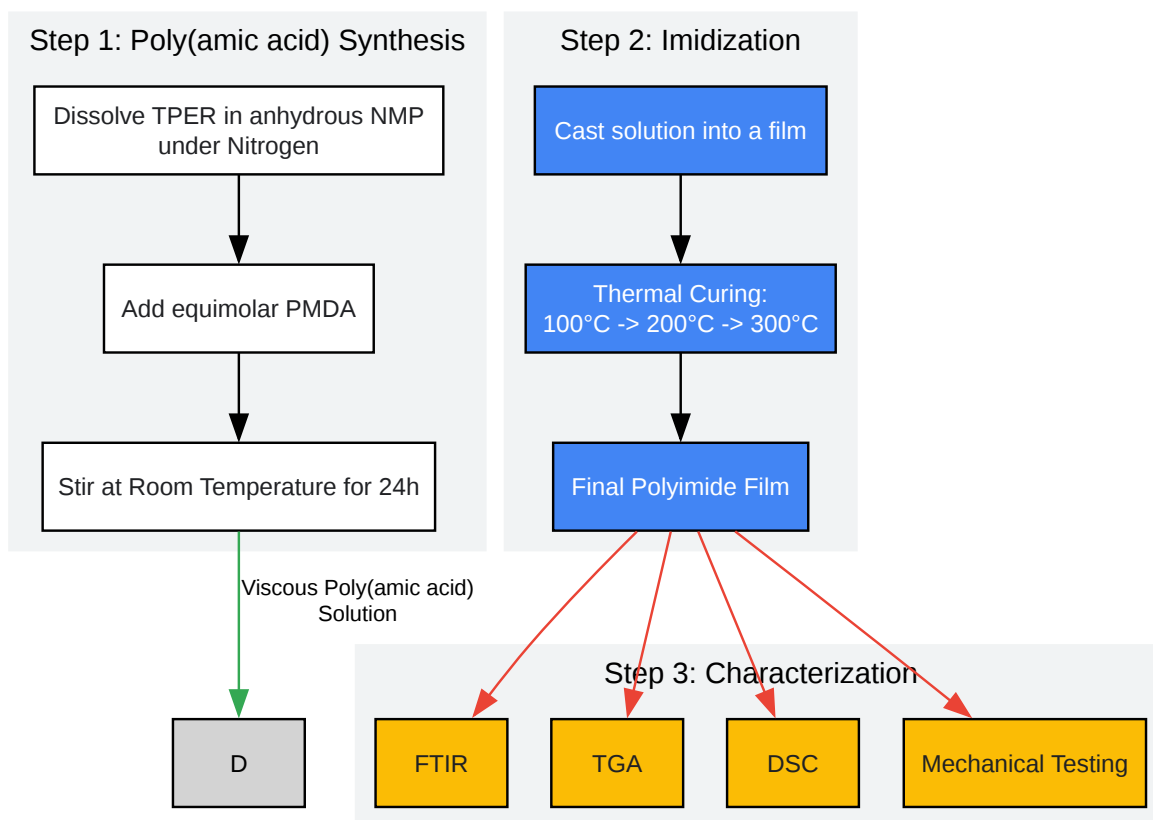 Step 1: Poly(amic acid) Synthesis
Dissolve TPER in anhydrous NMP
under Nitrogen
Add equimolar PMDA
Stir at Room Temperature for 24h
Viscous Poly(amic acid)
Solution
D
Step 2: Imidization
Cast solution into a film
Thermal Curing:
100°C -> 200°C -> 300°C
Final Polyimide Film
Step 3: Characterization
FTIR
TGA
DSC
Mechanical Testing